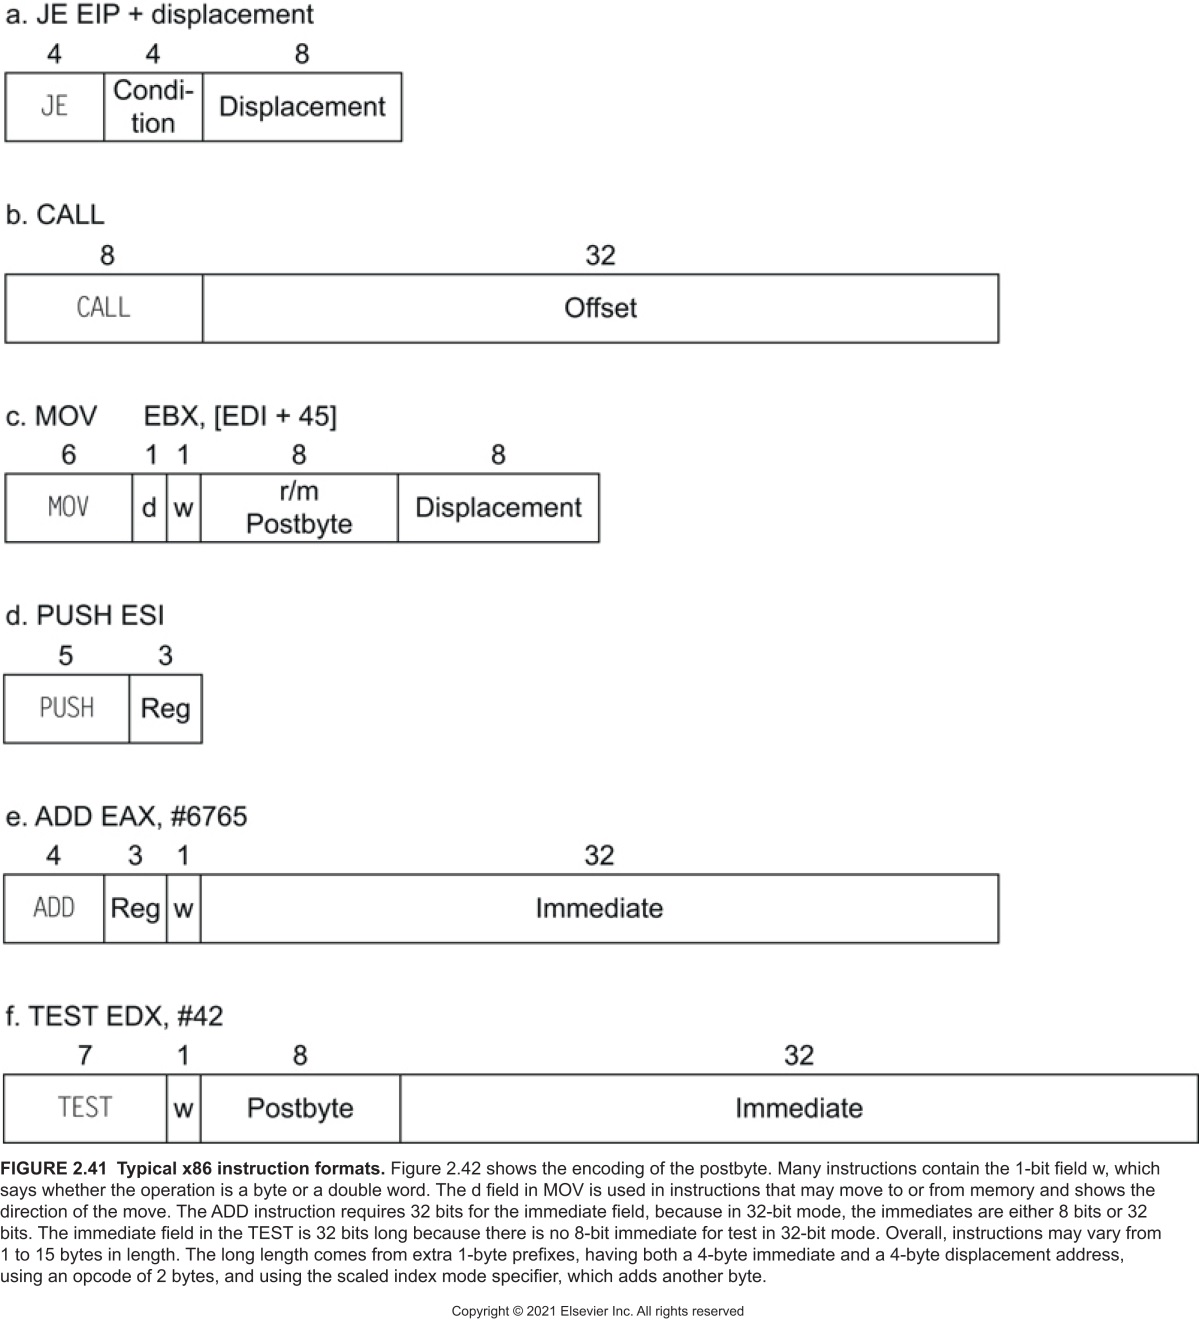 a. JE EIP + displacement
4 4 8
JE Condi-
tion Displacement
b. CALL
8 32
CALL Offset
c. MOV EBX, [EDI + 45]
6 1 1 8 8
MOV d w r/m
Postbyte Displacement
d. PUSH ESI
5 3
PUSH Reg
e. ADD EAX, #6765
4 3 1 32
ADD Reg w Immediate
f. TEST EDX, #42
7 1 8 32
TEST w Postbyte Immediate
FIGURE 2.41 Typical x86 instruction formats. Figure 2.42 shows the encoding of the postbyte. Many instructions contain the 1-bit field w, which
says whether the operation is a byte or a double word. The d field in MOV is used in instructions that may move to or from memory and shows the
direction of the move. The ADD instruction requires 32 bits for the immediate field, because in 32-bit mode, the immediates are either 8 bits or 32
bits. The immediate field in the TEST is 32 bits long because there is no 8-bit immediate for test in 32-bit mode. Overall, instructions may vary from
1 to 15 bytes in length. The long length comes from extra 1-byte prefixes, having both a 4-byte immediate and a 4-byte displacement address,
using an opcode of 2 bytes, and using the scaled index mode specifier, which adds another byte.
Copyright © 2021 Elsevier Inc. All rights reserved